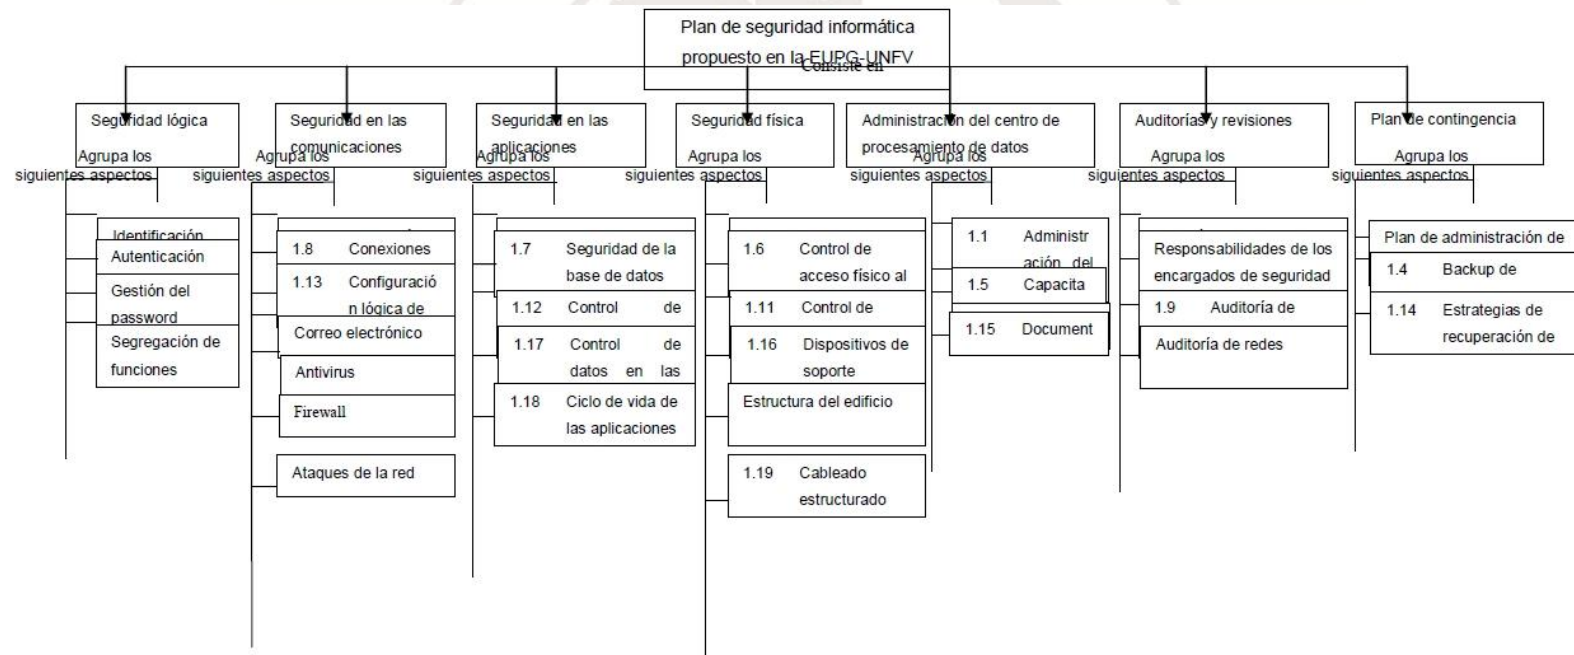 Plan de seguridad informática
propuesto en la EUPG-UNFV
Consiste en
Seguridad lógica
Agrupa los
siguientes aspectos
Identificación
Autenticación
Gestión del
password
Segregación de
funciones
Seguridad en las
comunicaciones
Agrupa los
siguientes aspectos
1.8 Conexiones
1.13 Configuració
n lógica de
Correo electrónico
Antivirus
Firewall
Ataques de la red
Seguridad en las
aplicaciones
Agrupa los
siguientes aspectos
1.7 Seguridad de la
base de datos
1.12 Control de
1.17 Control de
datos en las
1.18 Ciclo de vida de
las aplicaciones
Seguridad física
Agrupa los
siguientes aspectos
1.6 Control de
acceso físico al
1.11 Control de
1.16 Dispositivos de
soporte
Estructura del edificio
1.19 Cableado
estructurado
Administración del centro de
procesamiento de datos
Agrupa los
siguientes aspectos
1.1 Administr
ación del
1.5 Capacita
1.15 Document
Auditorías y revisiones
Agrupa los
siguientes aspectos
Responsabilidades de los
encargados de seguridad
1.9 Auditoría de
Auditoría de redes
Plan de contingencia
Agrupa los
siguientes aspectos
Plan de administración de
1.4 Backup de
1.14 Estrategias de
recuperación de